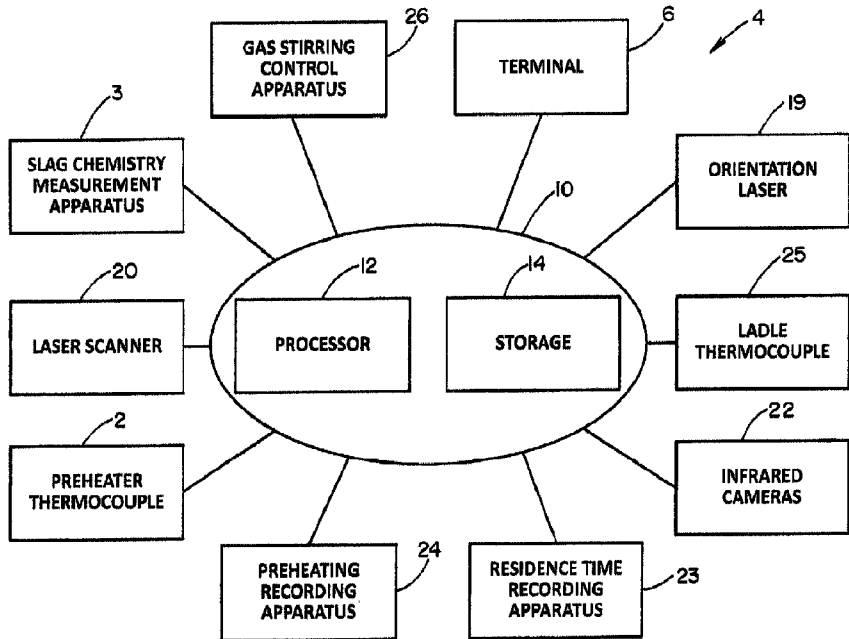 26
GAS STIRRING
CONTROL
APPARATUS
6
TERMINAL
4
3
SLAG CHEMISTRY
MEASUREMENT
APPARATUS
19
ORIENTATION
LASER
10
20
LASER SCANNER
12
PROCESSOR
14
STORAGE
25
LADLE
THERMOCOUPLE
2
PREHEATER
THERMOCOUPLE
22
INFRARED
CAMERAS
24
PREHEATING
RECORDING
APPARATUS
RESIDENCE TIME
RECORDING
APPARATUS
23